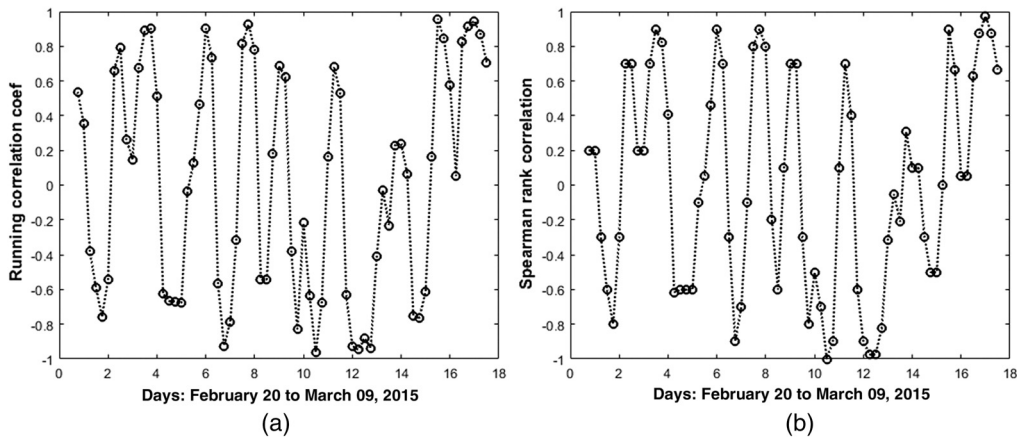 Running correlation coef
1
0.8
0.6
0.4
0.2
0
-0.2
-0.4
-0.6
-0.8
-1
0 2 4 6 8 10 12 14 16 18
Days: February 20 to March 09, 2015
(a)
Spearman rank correlation
1
0.8
0.6
0.4
0.2
0
-0.2
-0.4
-0.6
-0.8
-1
0 2 4 6 8 10 12 14 16 18
Days: February 20 to March 09, 2015
(b)